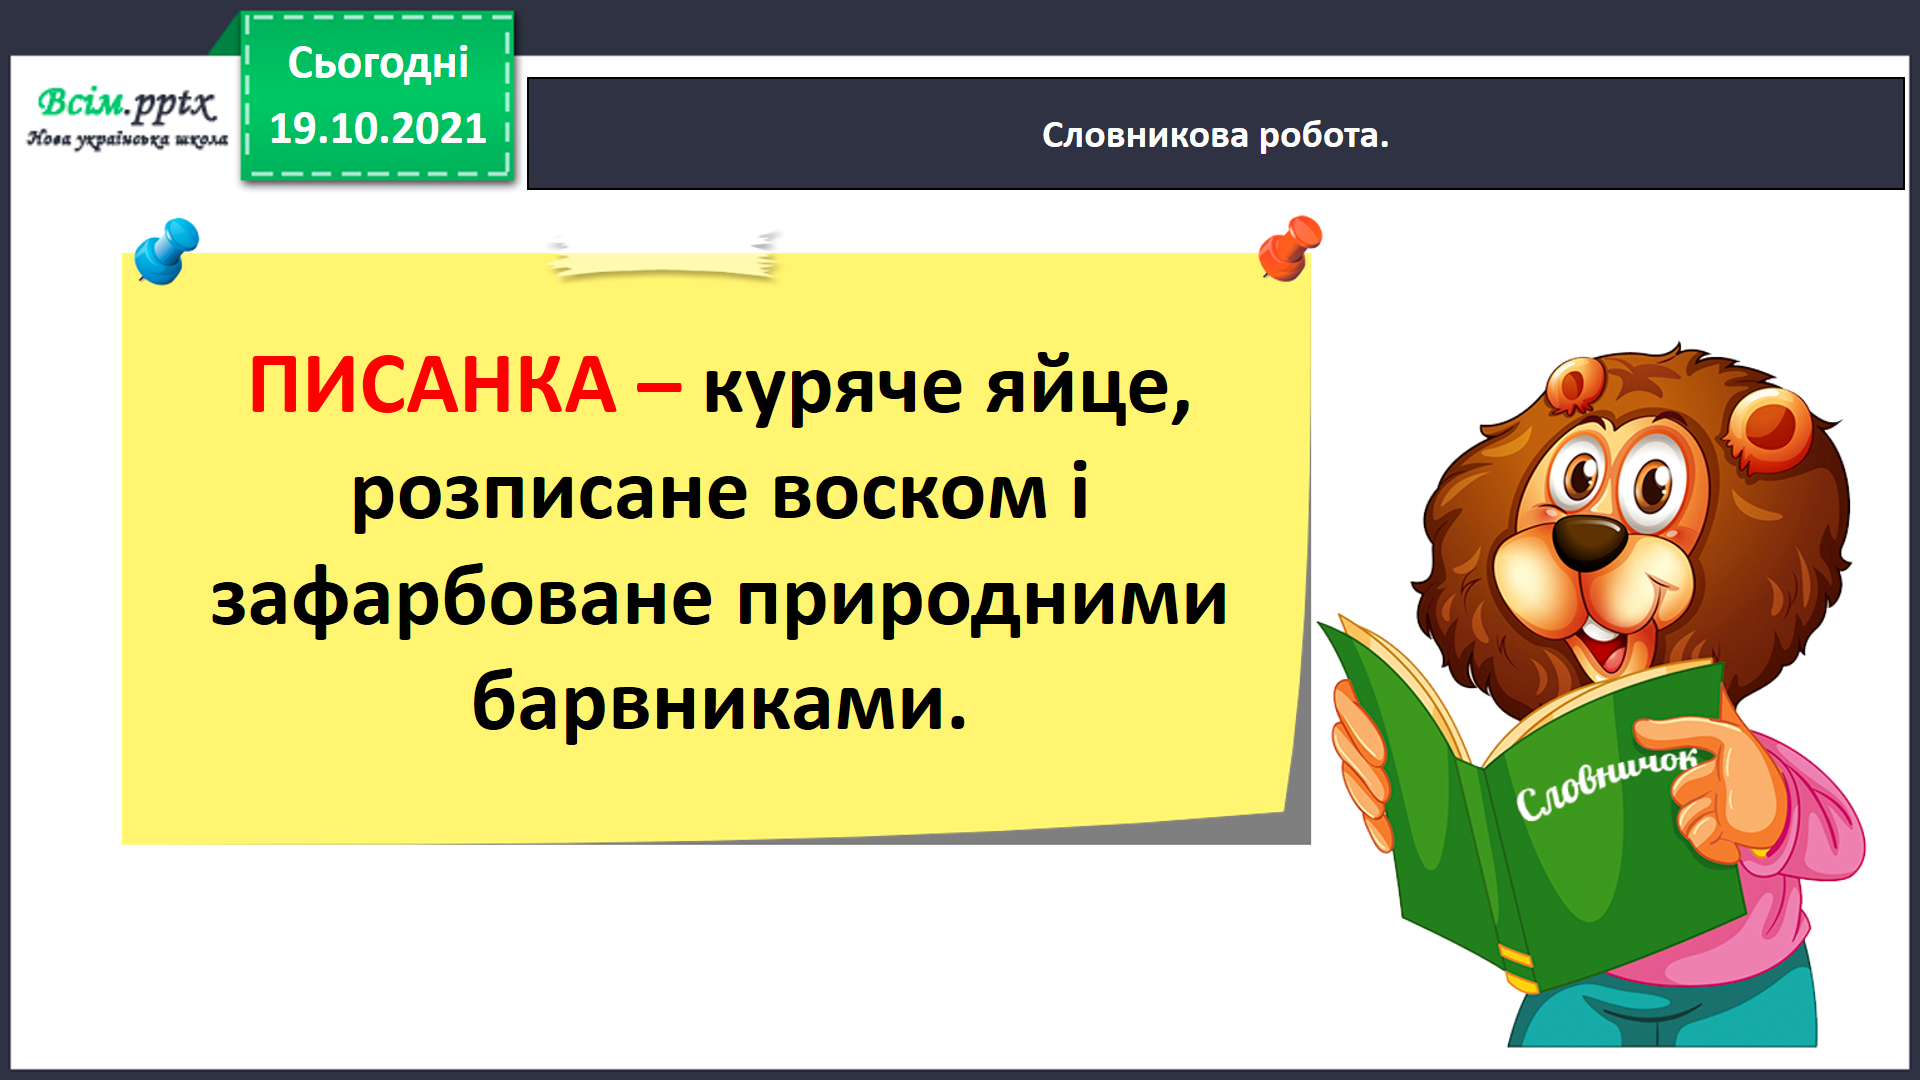 Всім.pptx
Нова українська школа
Сьогодні
19.10.2021
Словникова робота.
ПИСАНКА – куряче яйце,
розписане воском і
зафарбоване природними
барвниками.
Словничок